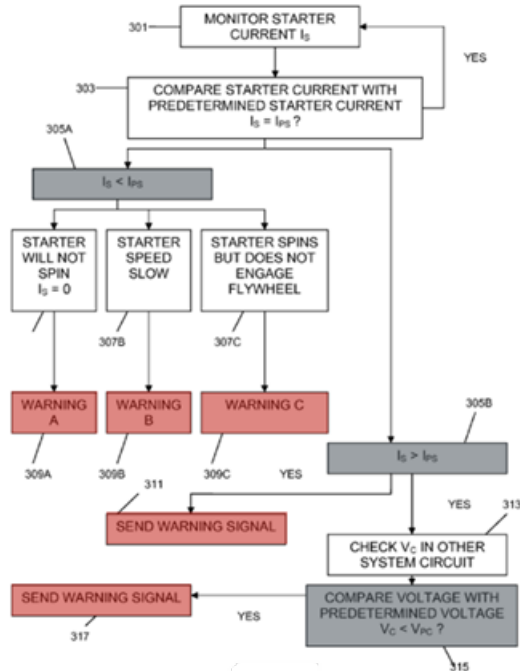 MONITOR STARTER
CURRENT IS
301
YES
303
COMPARE STARTER CURRENT WITH
PREDETERMINED STARTER CURRENT
IS = IPS ?
305A
IS < IPS
STARTER
WILL NOT
SPIN
IS = 0
STARTER
SPEED
SLOW
STARTER SPINS
BUT DOES NOT
ENGAGE
FLYWHEEL
307B
307C
WARNING
A
WARNING
B
WARNING C
305B
309A
309B
309C
YES
IS > IPS
311
YES
313
SEND WARNING SIGNAL
CHECK VC IN OTHER
SYSTEM CIRCUIT
SEND WARNING SIGNAL
COMPARE VOLTAGE WITH
PREDETERMINED VOLTAGE
VC < VPC ?
YES
317
315